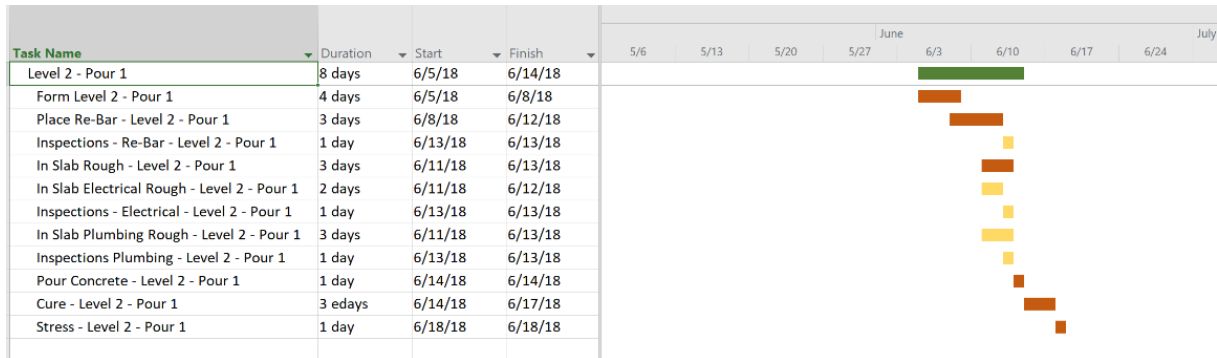 June July
Task Name Duration Start Finish 5/6 5/13 5/20 5/27 6/3 6/10 6/17 6/24
Level 2 - Pour 1 8 days 6/5/18 6/14/18
Form Level 2 - Pour 1 4 days 6/5/18 6/8/18
Place Re-Bar - Level 2 - Pour 1 3 days 6/8/18 6/12/18
Inspections - Re-Bar - Level 2 - Pour 1 1 day 6/13/18 6/13/18
In Slab Rough - Level 2 - Pour 1 3 days 6/11/18 6/13/18
In Slab Electrical Rough - Level 2 - Pour 1 2 days 6/11/18 6/12/18
Inspections - Electrical - Level 2 - Pour 1 1 day 6/13/18 6/13/18
In Slab Plumbing Rough - Level 2 - Pour 1 3 days 6/11/18 6/13/18
Inspections Plumbing - Level 2 - Pour 1 1 day 6/13/18 6/13/18
Pour Concrete - Level 2 - Pour 1 1 day 6/14/18 6/14/18
Cure - Level 2 - Pour 1 3 edays 6/14/18 6/17/18
Stress - Level 2 - Pour 1 1 day 6/18/18 6/18/18